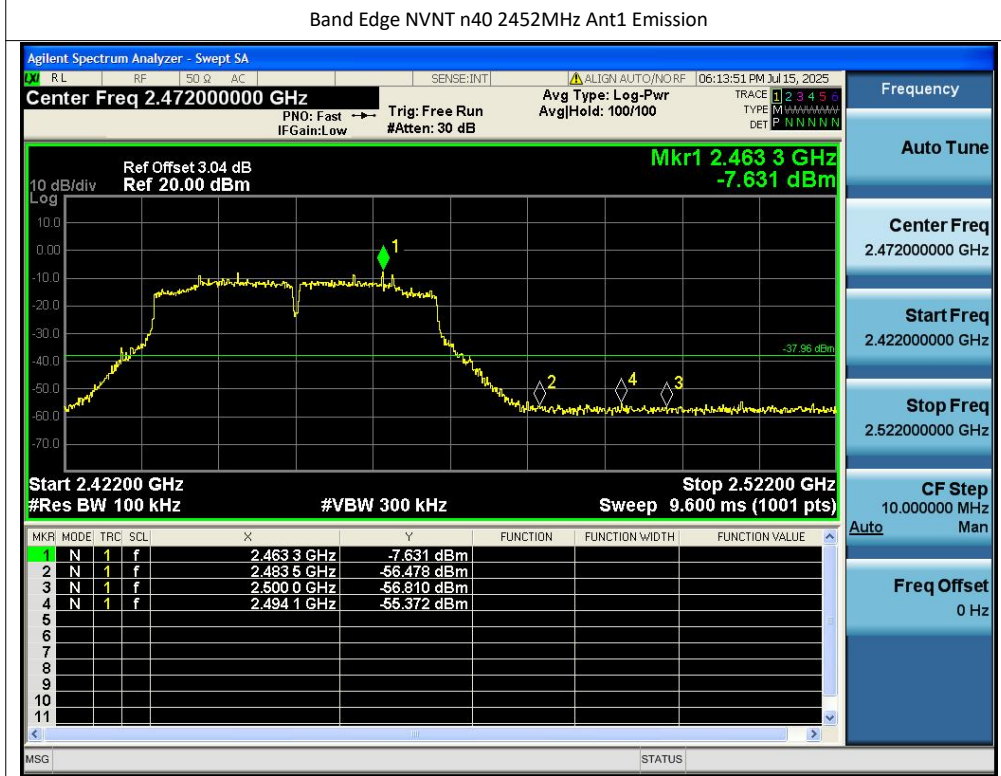 Band Edge NVNT n40 2452MHz Ant1 Emission
Agilent Spectrum Analyzer - Swept SA
LXI RL RF 50 Ω AC SENSE:INT ALIGN AUTO/NO RF 06:13:51 PM Jul 15, 2025
Center Freq 2.472000000 GHz
PNO: Fast
IFGain:Low
Trig: Free Run
#Atten: 30 dB
Avg Type: Log-Pwr
Avg|Hold: 100/100
TRACE 1 2 3 4 5 6
TYPE M WWWWW
DET P N N N N N
Ref Offset 3.04 dB
Ref 20.00 dBm
10 dB/div
Log
Mkr1 2.463 3 GHz
-7.631 dBm
10.0
0.00
-10.0
-20.0
-30.0
-40.0
-50.0
-60.0
-70.0
1
-37.96 dBm
2
4
3
Start 2.42200 GHz
Stop 2.52200 GHz
#Res BW 100 kHz
#VBW 300 kHz
Sweep 9.600 ms (1001 pts)
MKR MODE TRC SCL X Y FUNCTION FUNCTION WIDTH FUNCTION VALUE
1 N 1 f 2.463 3 GHz -7.631 dBm
2 N 1 f 2.483 5 GHz -56.478 dBm
3 N 1 f 2.500 0 GHz -56.810 dBm
4 N 1 f 2.494 1 GHz -55.372 dBm
5
6
7
8
9
10
11
MSG
STATUS
Frequency
Auto Tune
Center Freq
2.472000000 GHz
Start Freq
2.422000000 GHz
Stop Freq
2.522000000 GHz
CF Step
10.000000 MHz
Auto Man
Freq Offset
0 Hz